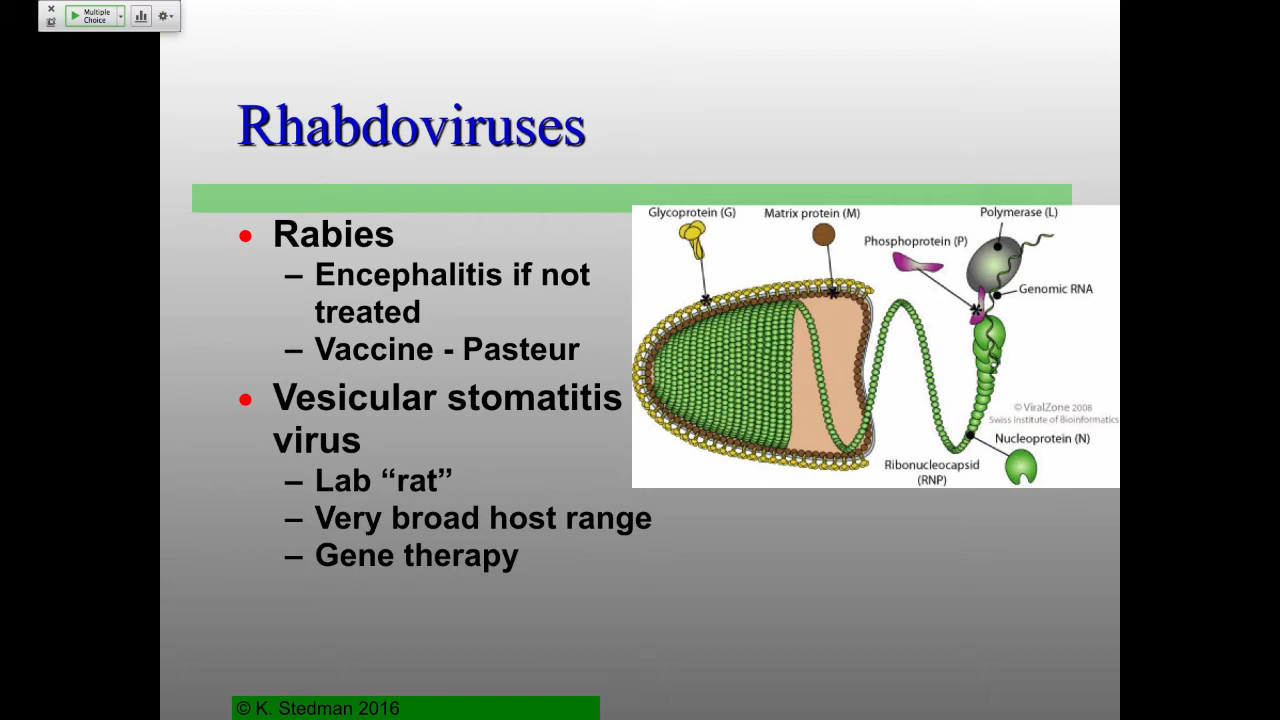 Multiple
Choice
Rhabdoviruses
• Rabies
– Encephalitis if not
treated
– Vaccine - Pasteur
• Vesicular stomatitis
virus
– Lab “rat”
– Very broad host range
– Gene therapy
Glycoprotein (G)
Matrix protein (M)
Polymerase (L)
Phosphoprotein (P)
Genomic RNA
© ViralZone 2008
Swiss Institute of Bioinformatics
Nucleoprotein (N)
Ribonucleocapsid
(RNP)
© K. Stedman 2016